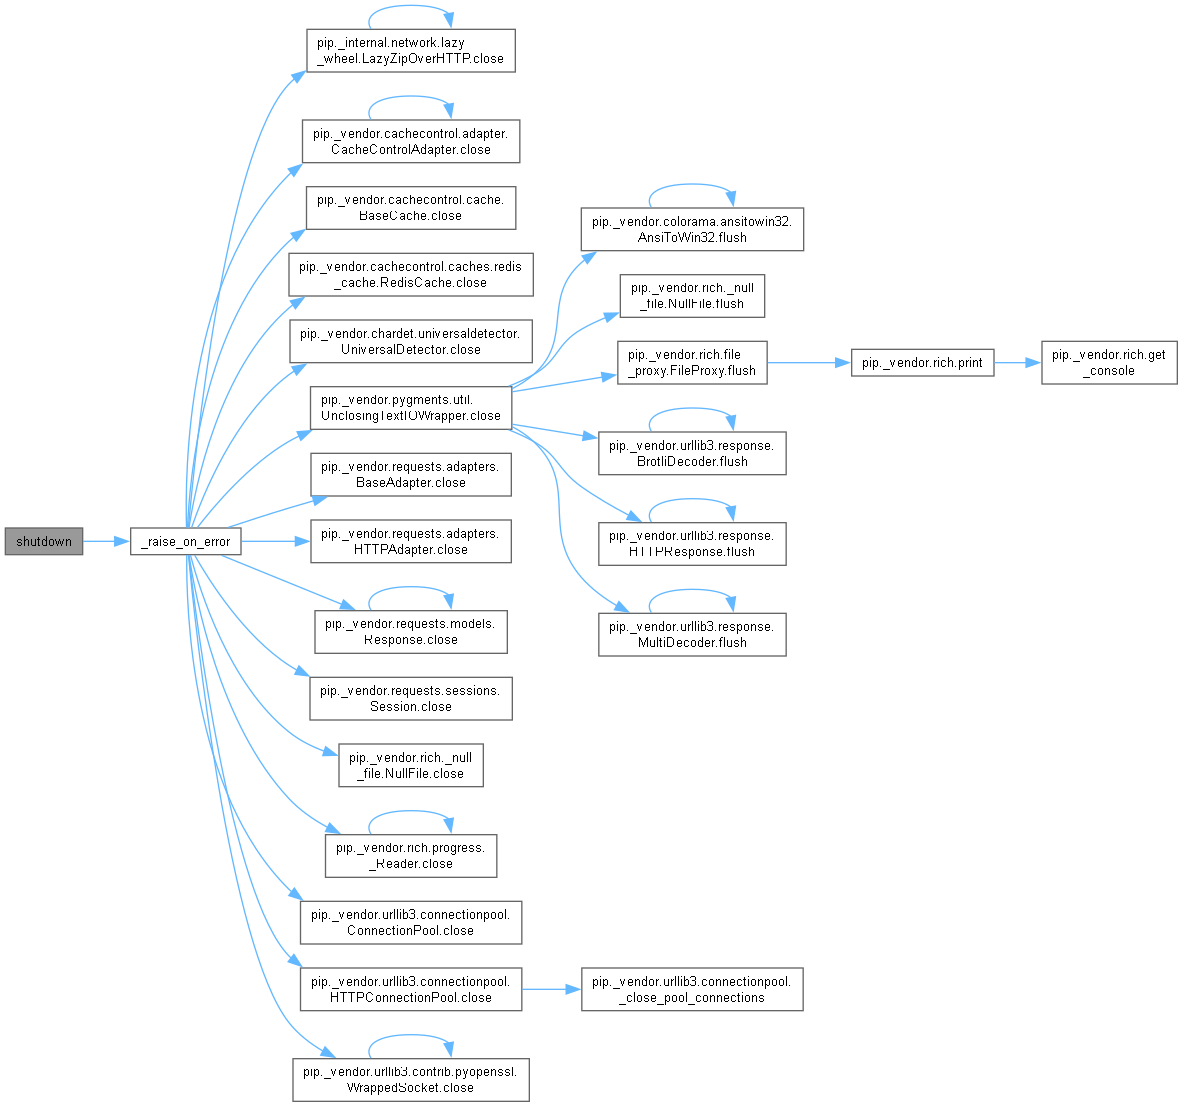 pip._internal.network.lazy
_wheel.LazyZipOverHTTP.close
pip._vendor.cachecontrol.adapter.
CacheControlAdapter.close
pip._vendor.cachecontrol.cache.
BaseCache.close
pip._vendor.cachecontrol.caches.redis
_cache.RedisCache.close
pip._vendor.chardet.universaldetector.
UniversalDetector.close
pip._vendor.pygments.util.
UnclosingTextIOWrapper.close
pip._vendor.requests.adapters.
BaseAdapter.close
shutdown
_raise_on_error
pip._vendor.requests.adapters.
HTTPAdapter.close
pip._vendor.requests.models.
Response.close
pip._vendor.requests.sessions.
Session.close
pip._vendor.rich._null
_file.NullFile.close
pip._vendor.rich.progress.
_Reader.close
pip._vendor.urllib3.connectionpool.
ConnectionPool.close
pip._vendor.urllib3.connectionpool.
HTTPConnectionPool.close
pip._vendor.urllib3.contrib.pyopenssl.
WrappedSocket.close
pip._vendor.colorama.ansitowin32.
AnsiToWin32.flush
pip._vendor.rich._null
_file.NullFile.flush
pip._vendor.rich.file
_proxy.FileProxy.flush
pip._vendor.rich.print
pip._vendor.rich.get
_console
pip._vendor.urllib3.response.
BrotliDecoder.flush
pip._vendor.urllib3.response.
HTTPResponse.flush
pip._vendor.urllib3.response.
MultiDecoder.flush
pip._vendor.urllib3.connectionpool.
_close_pool_connections